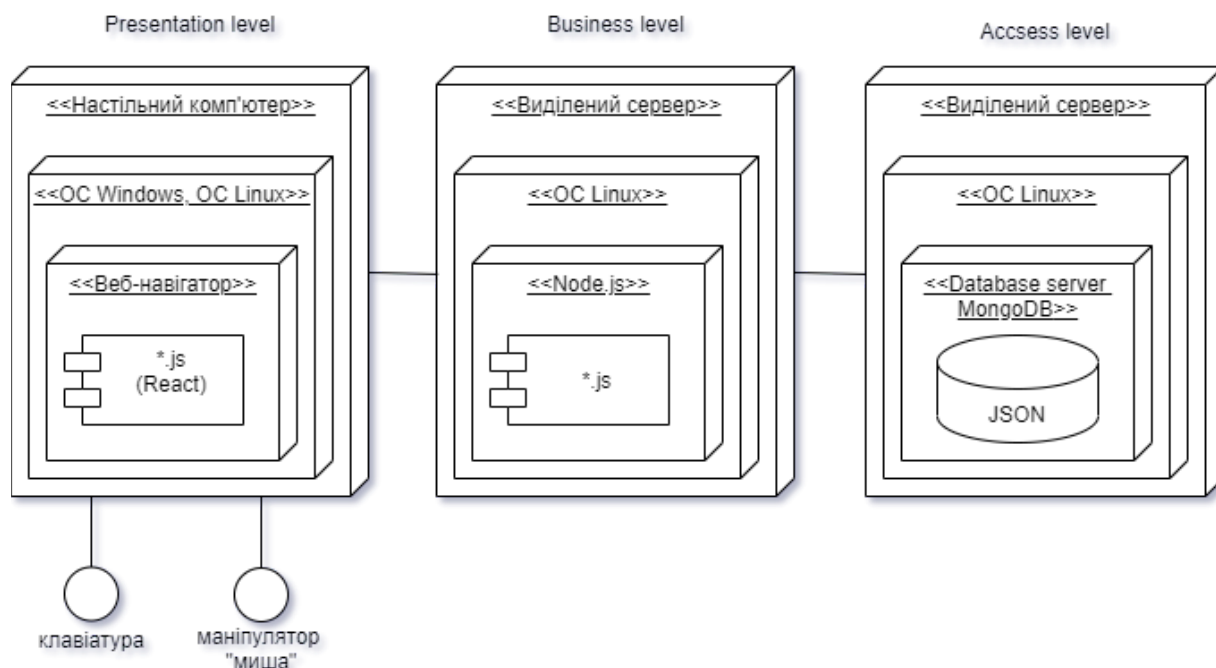 Presentation level
Business level
Accsess level
<<Настільний комп'ютер>>
<<ОС Windows, ОС Linux>>
<<Веб-навігатор>>
*.js
(React)
клавіатура
маніпулятор
"миша"
<<Виділений сервер>>
<<ОС Linux>>
<<Node.js>>
*.js
<<Виділений сервер>>
<<ОС Linux>>
<<Database server
MongoDB>>
JSON